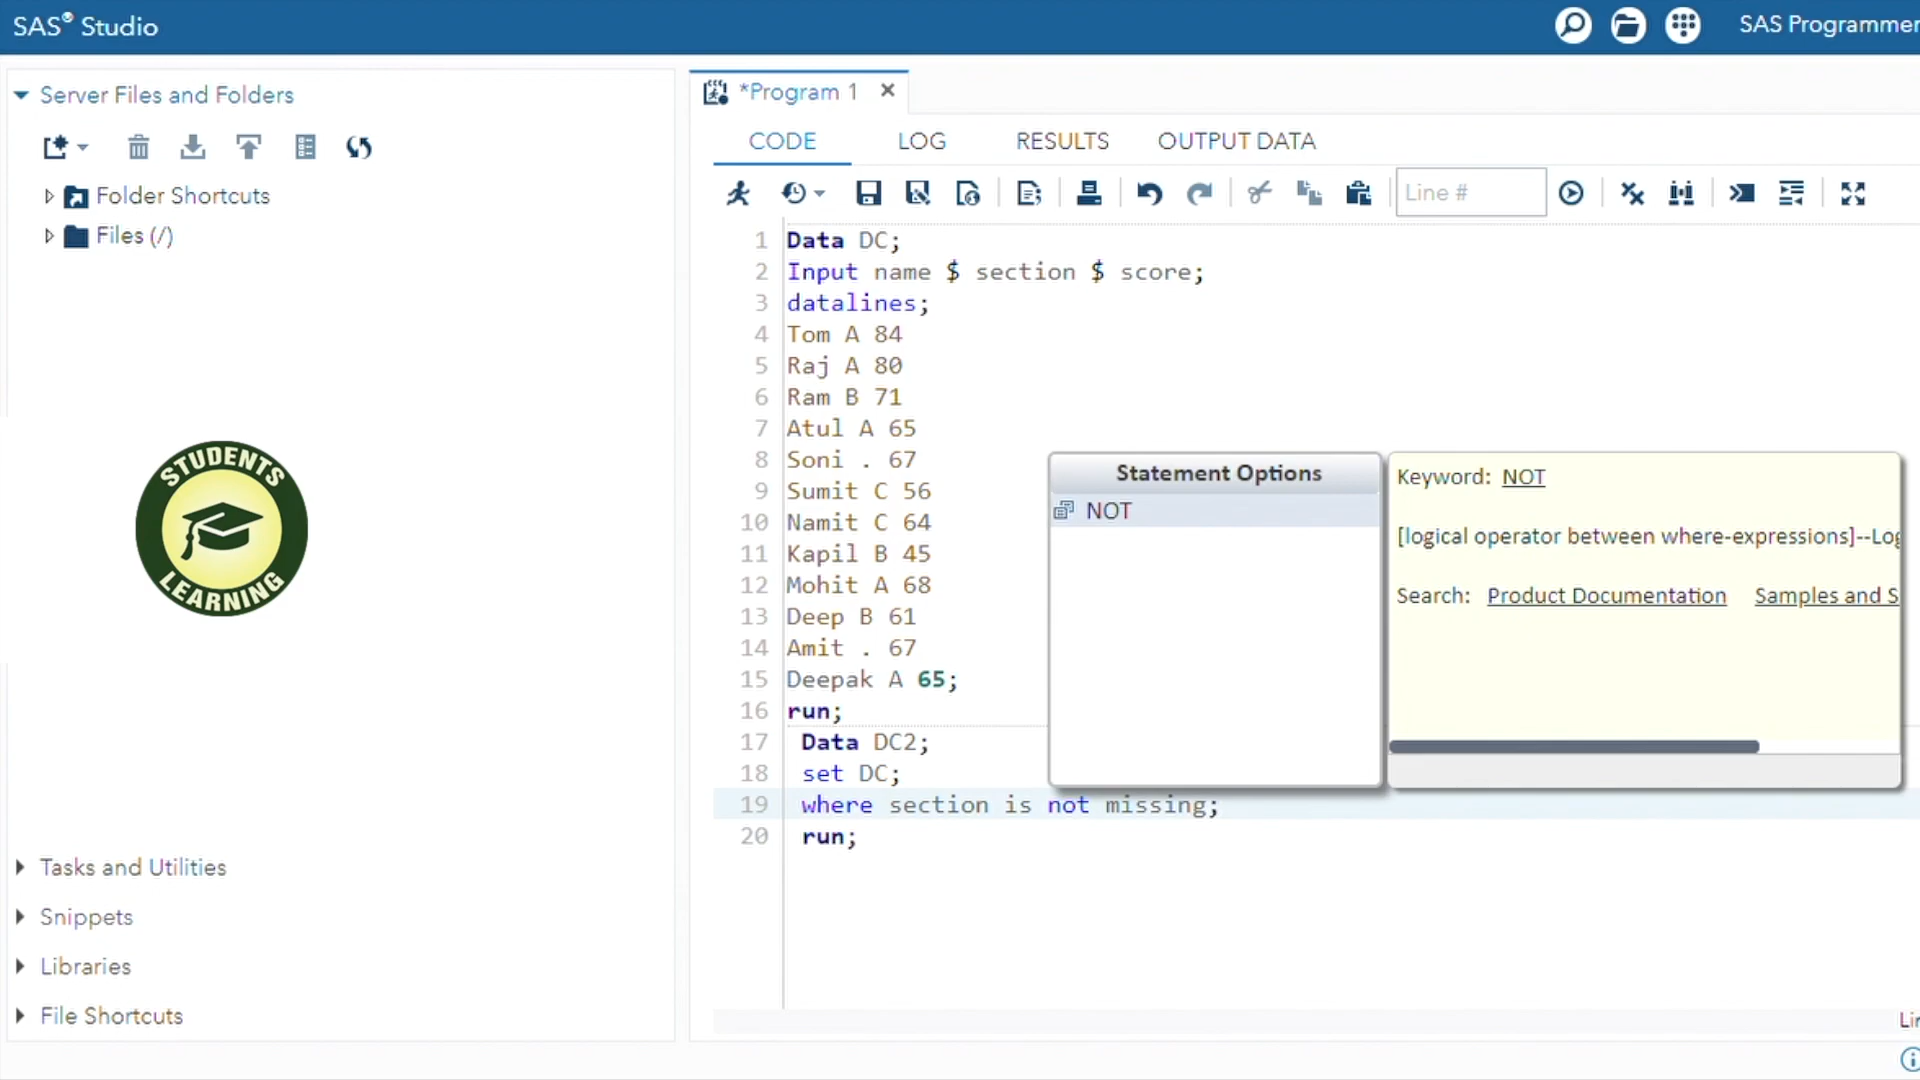 SAS® Studio
SAS Programmer
Server Files and Folders
Folder Shortcuts
Files (/)
STUDENTS
LEARNING
Tasks and Utilities
Snippets
Libraries
File Shortcuts
*Program 1
CODE LOG RESULTS OUTPUT DATA
Line #
1 Data DC;
2 Input name $ section $ score;
3 datalines;
4 Tom A 84
5 Raj A 80
6 Ram B 71
7 Atul A 65
8 Soni . 67
9 Sumit C 56
10 Namit C 64
11 Kapil B 45
12 Mohit A 68
13 Deep B 61
14 Amit . 67
15 Deepak A 65;
16 run;
17 Data DC2;
18 set DC;
19 where section is not missing;
20 run;
Statement Options
NOT
Keyword: NOT
[logical operator between where-expressions]--Log
Search: Product Documentation Samples and S